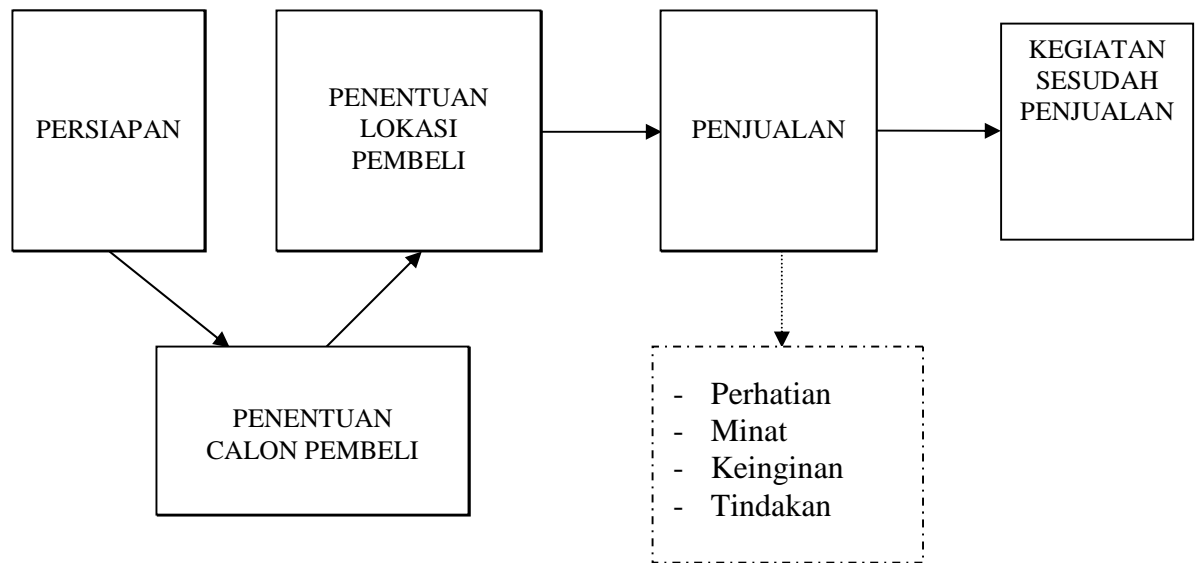 PERSIAPAN
PENENTUAN
CALON PEMBELI
PENENTUAN
LOKASI
PEMBELI
PENJUALAN
KEGIATAN
SESUDAH
PENJUALAN
- Perhatian
- Minat
- Keinginan
- Tindakan